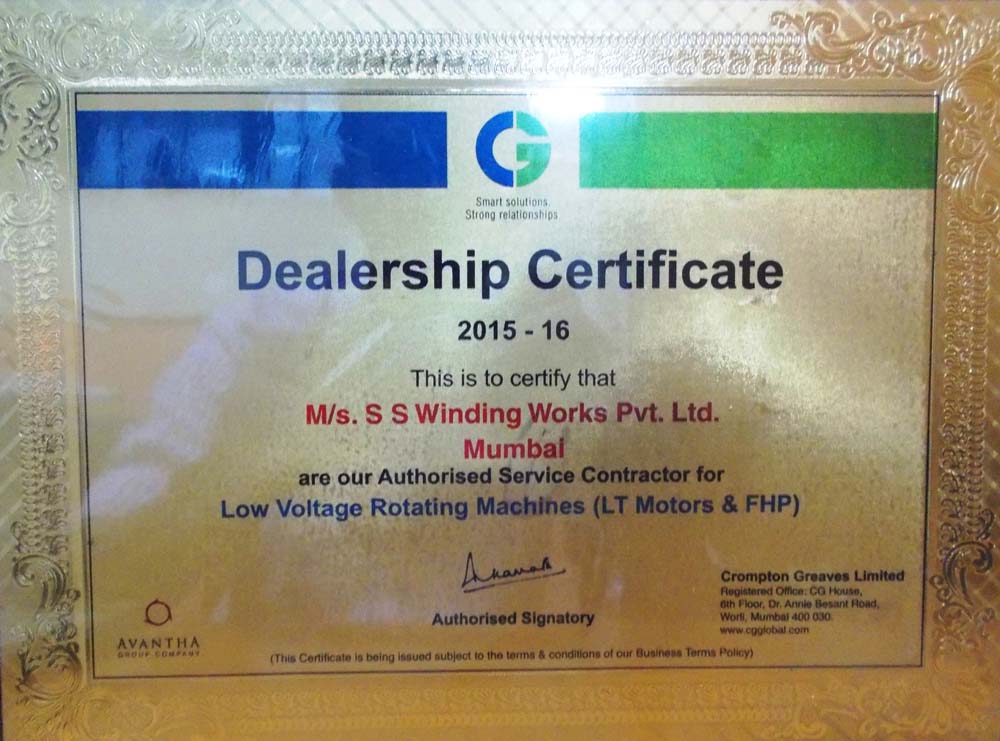 CG
Smart solutions.
Strong relationships.
Dealership Certificate
2015 - 16
This is to certify that
M/s. S S Winding Works Pvt. Ltd.
Mumbai
are our Authorised Service Contractor for
Low Voltage Rotating Machines (LT Motors & FHP)
Authorised Signatory
Crompton Greaves Limited
Registered Office: CG House,
6th Floor, Dr. Annie Besant Road,
Worli, Mumbai 400 030.
www.cgglobal.com
AVANTHA
GROUP COMPANY
(This Certificate is being issued subject to the terms & conditions of our Business Terms Policy)